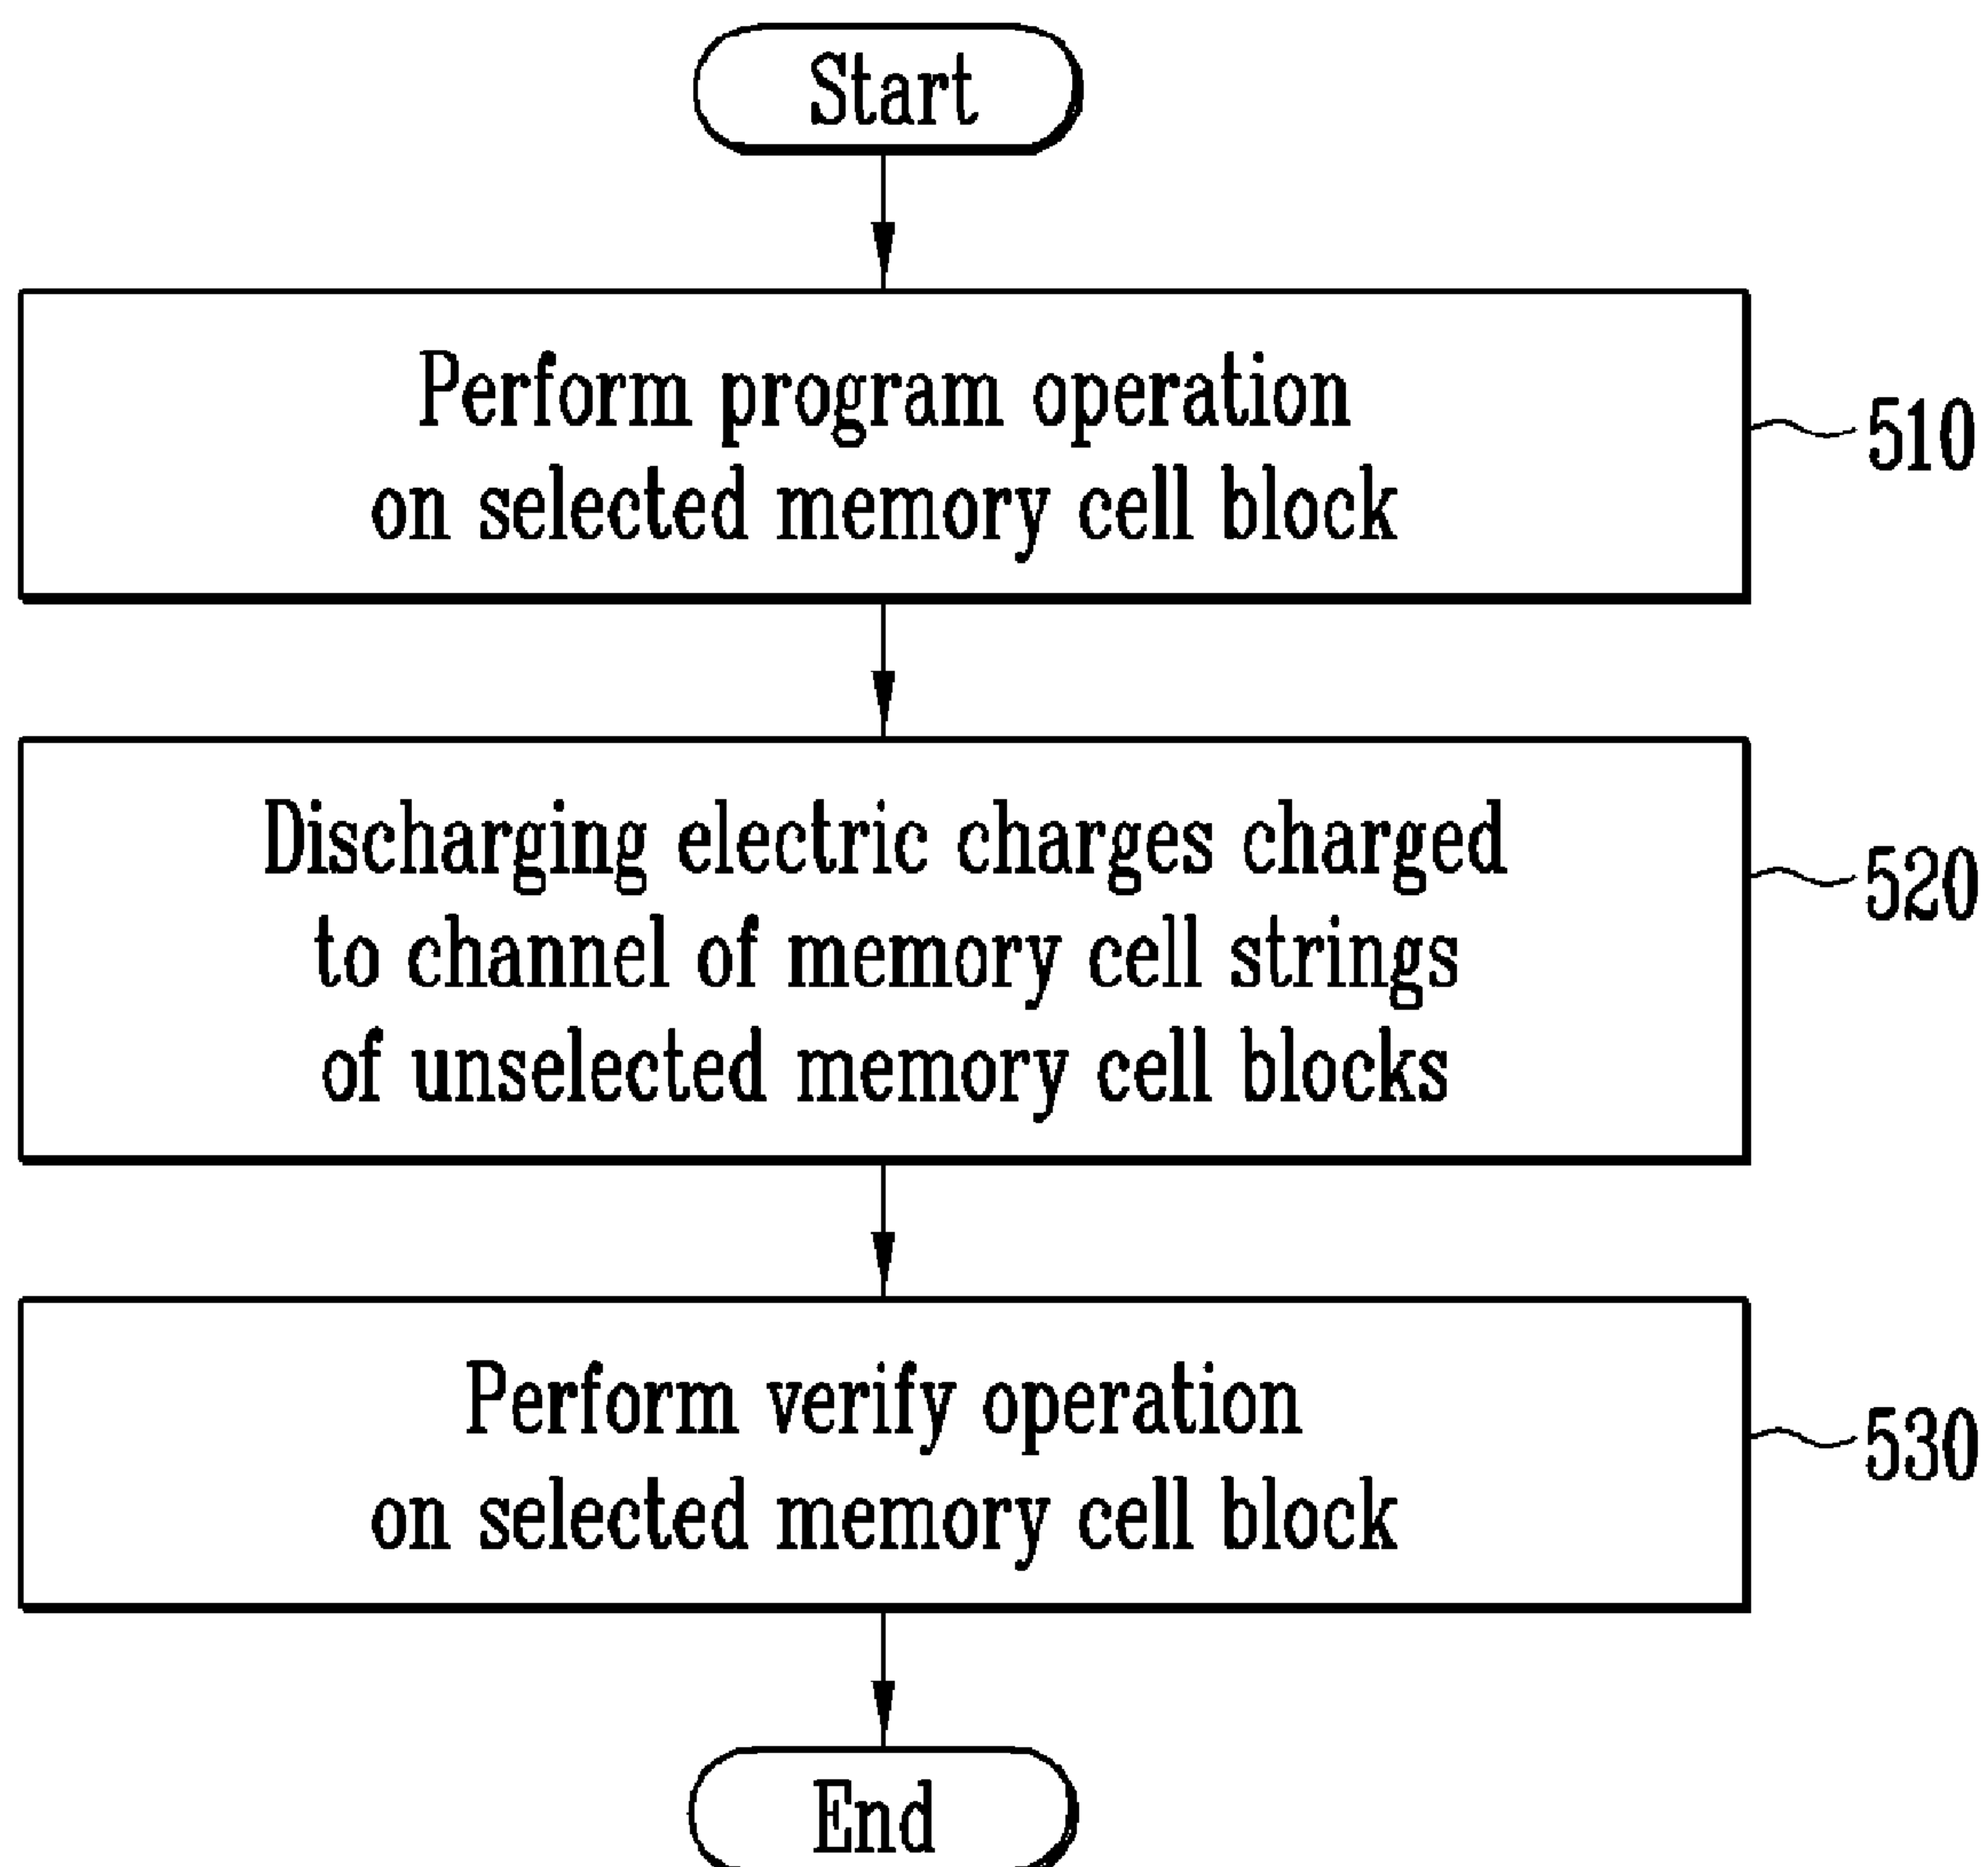 Start
Perform program operation
on selected memory cell block
510
Discharging electric charges charged
to channel of memory cell strings
of unselected memory cell blocks
520
Perform verify operation
on selected memory cell block
530
End